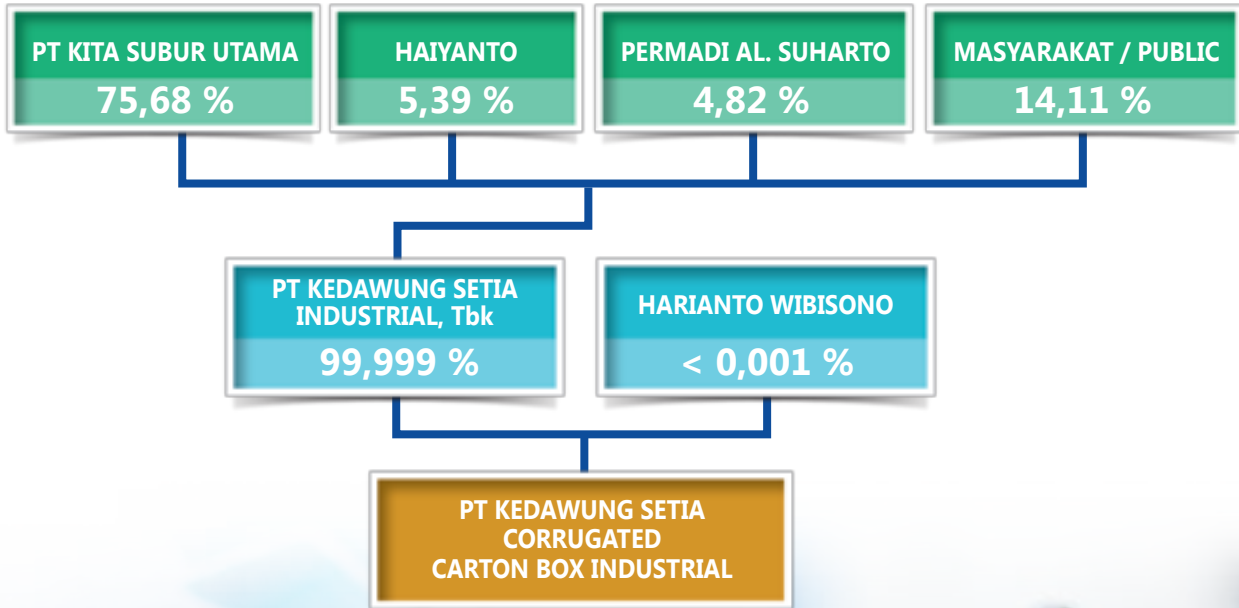 PT KITA SUBUR UTAMA
75,68 %
HAIYANTO
5,39 %
PERMADI AL. SUHARTO
4,82 %
MASYARAKAT / PUBLIC
14,11 %
PT KEDAWUNG SETIA
INDUSTRIAL, Tbk
99,999 %
HARIANTO WIBISONO
< 0,001 %
PT KEDAWUNG SETIA
CORRUGATED
CARTON BOX INDUSTRIAL